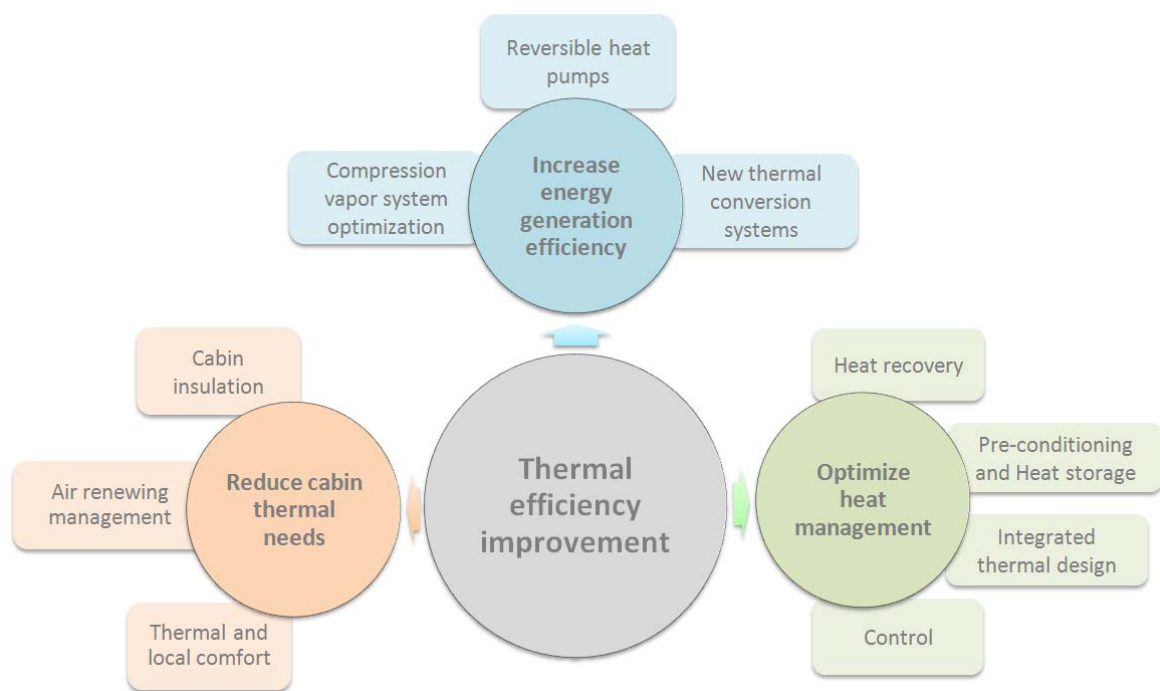 Reversible heat
pumps
Compression
vapor system
optimization
Increase
energy
generation
efficiency
New thermal
conversion
systems
Cabin
insulation
Air renewing
management
Thermal and
local comfort
Reduce cabin
thermal
needs
Thermal
efficiency
improvement
Optimize
heat
management
Heat recovery
Pre-conditioning
and Heat storage
Integrated
thermal design
Control